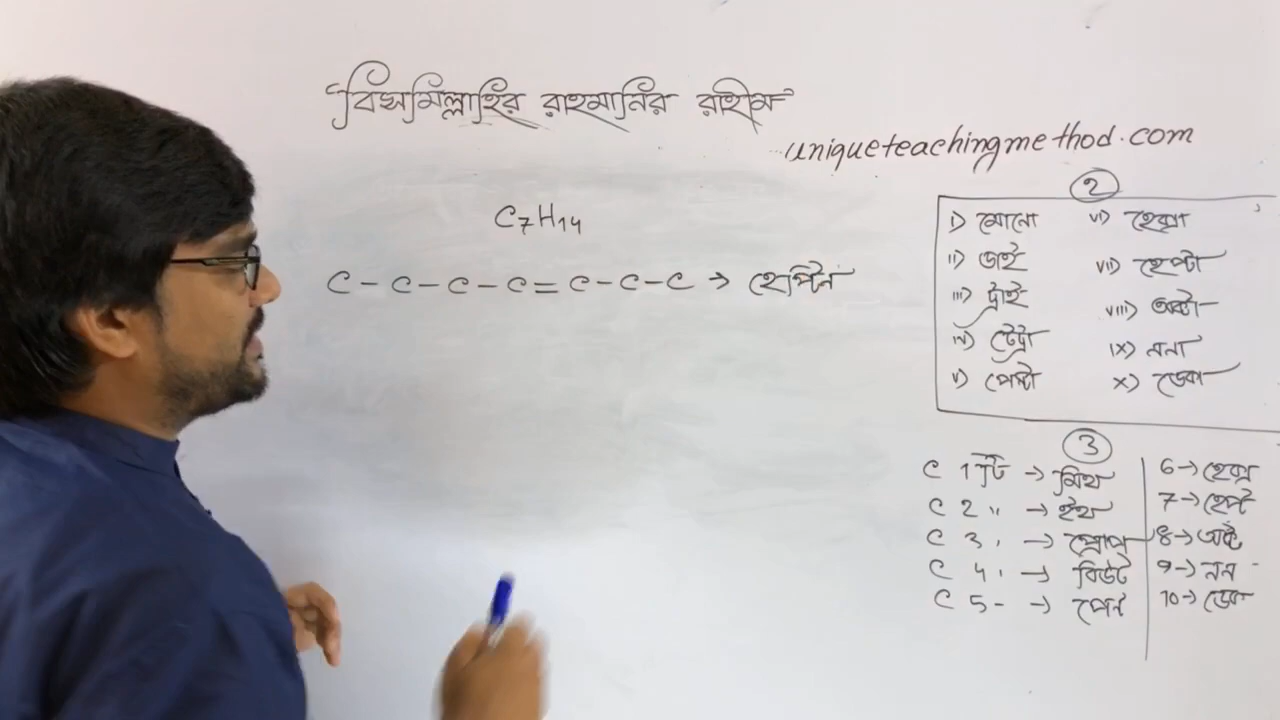 বিসমিল্লাহির রাহমানির রাহীম
uniqueteachingmethod.com
C7H14
C - C - C - C = C - C - C → হেপ্টিন
2
i) মোনো vi) হেক্সা
ii) ডাই vii) হেপ্টা
iii) ট্রাই viii) অক্টা
iv) টেট্রা ix) ননা
v) পেন্টা x) ডেকা
3
C 1 টি → মিথ 6 → হেক্স
C 2 " → ইথ 7 → হেপ্ট
C 3 , → প্রোপ 8 → অক্ট
C 4 , → বিউট 9 → নন
C 5 - → পেন্ট 10 → ডেক